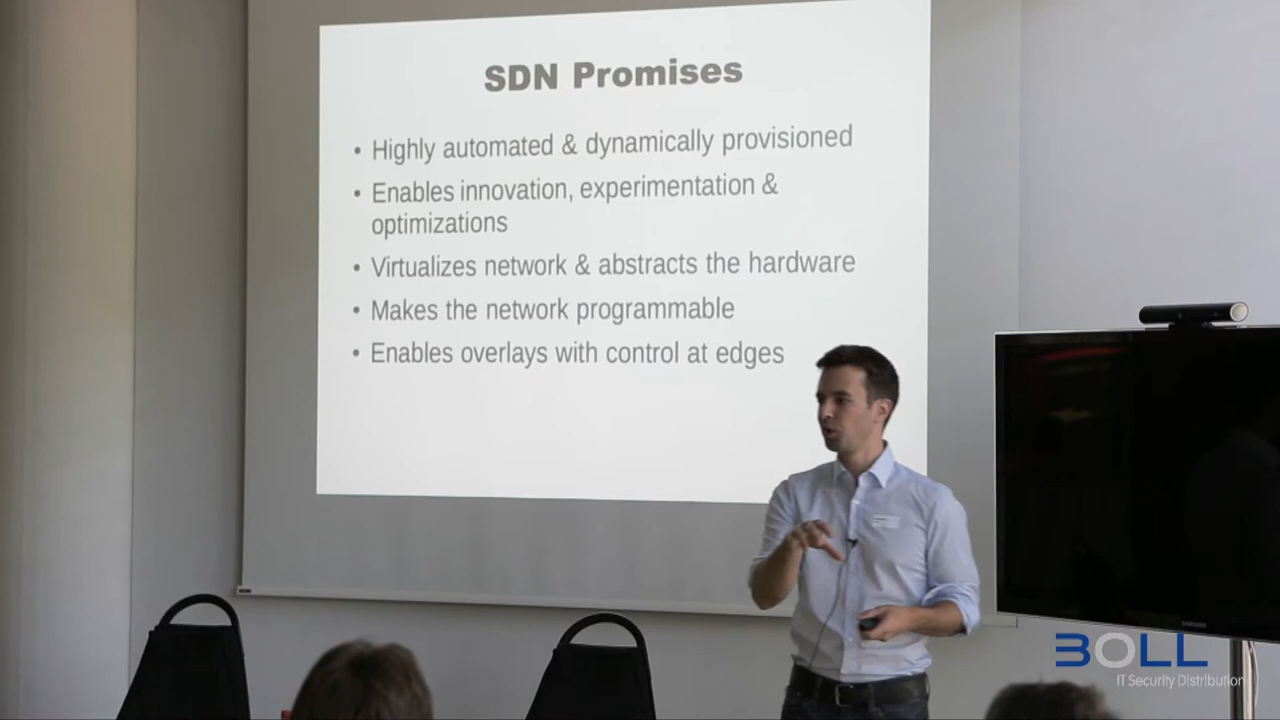 SDN Promises
• Highly automated & dynamically provisioned
• Enables innovation, experimentation &
optimizations
• Virtualizes network & abstracts the hardware
• Makes the network programmable
• Enables overlays with control at edges
SAMSUNG
BOLL
IT Security Distribution